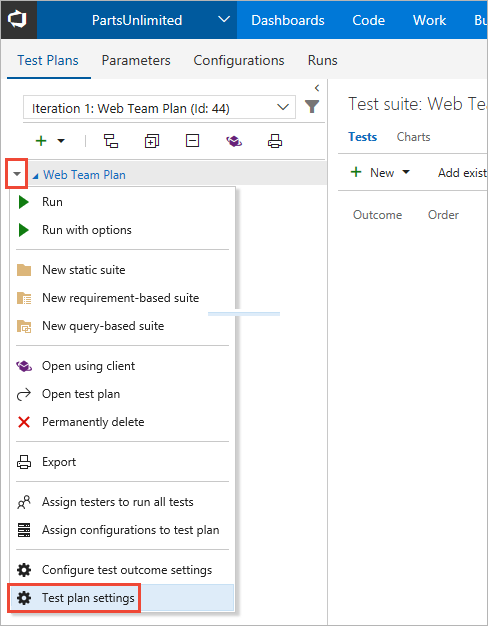 PartsUnlimited Dashboards Code Work Bu
Test Plans Parameters Configurations Runs
Iteration 1: Web Team Plan (Id: 44)
Test suite: Web Tea
Tests Charts
Web Team Plan
New Add exist
Run
Outcome Order
Run with options
New static suite
New requirement-based suite
New query-based suite
Open using client
Open test plan
Permanently delete
Export
Assign testers to run all tests
Assign configurations to test plan
Configure test outcome settings
Test plan settings